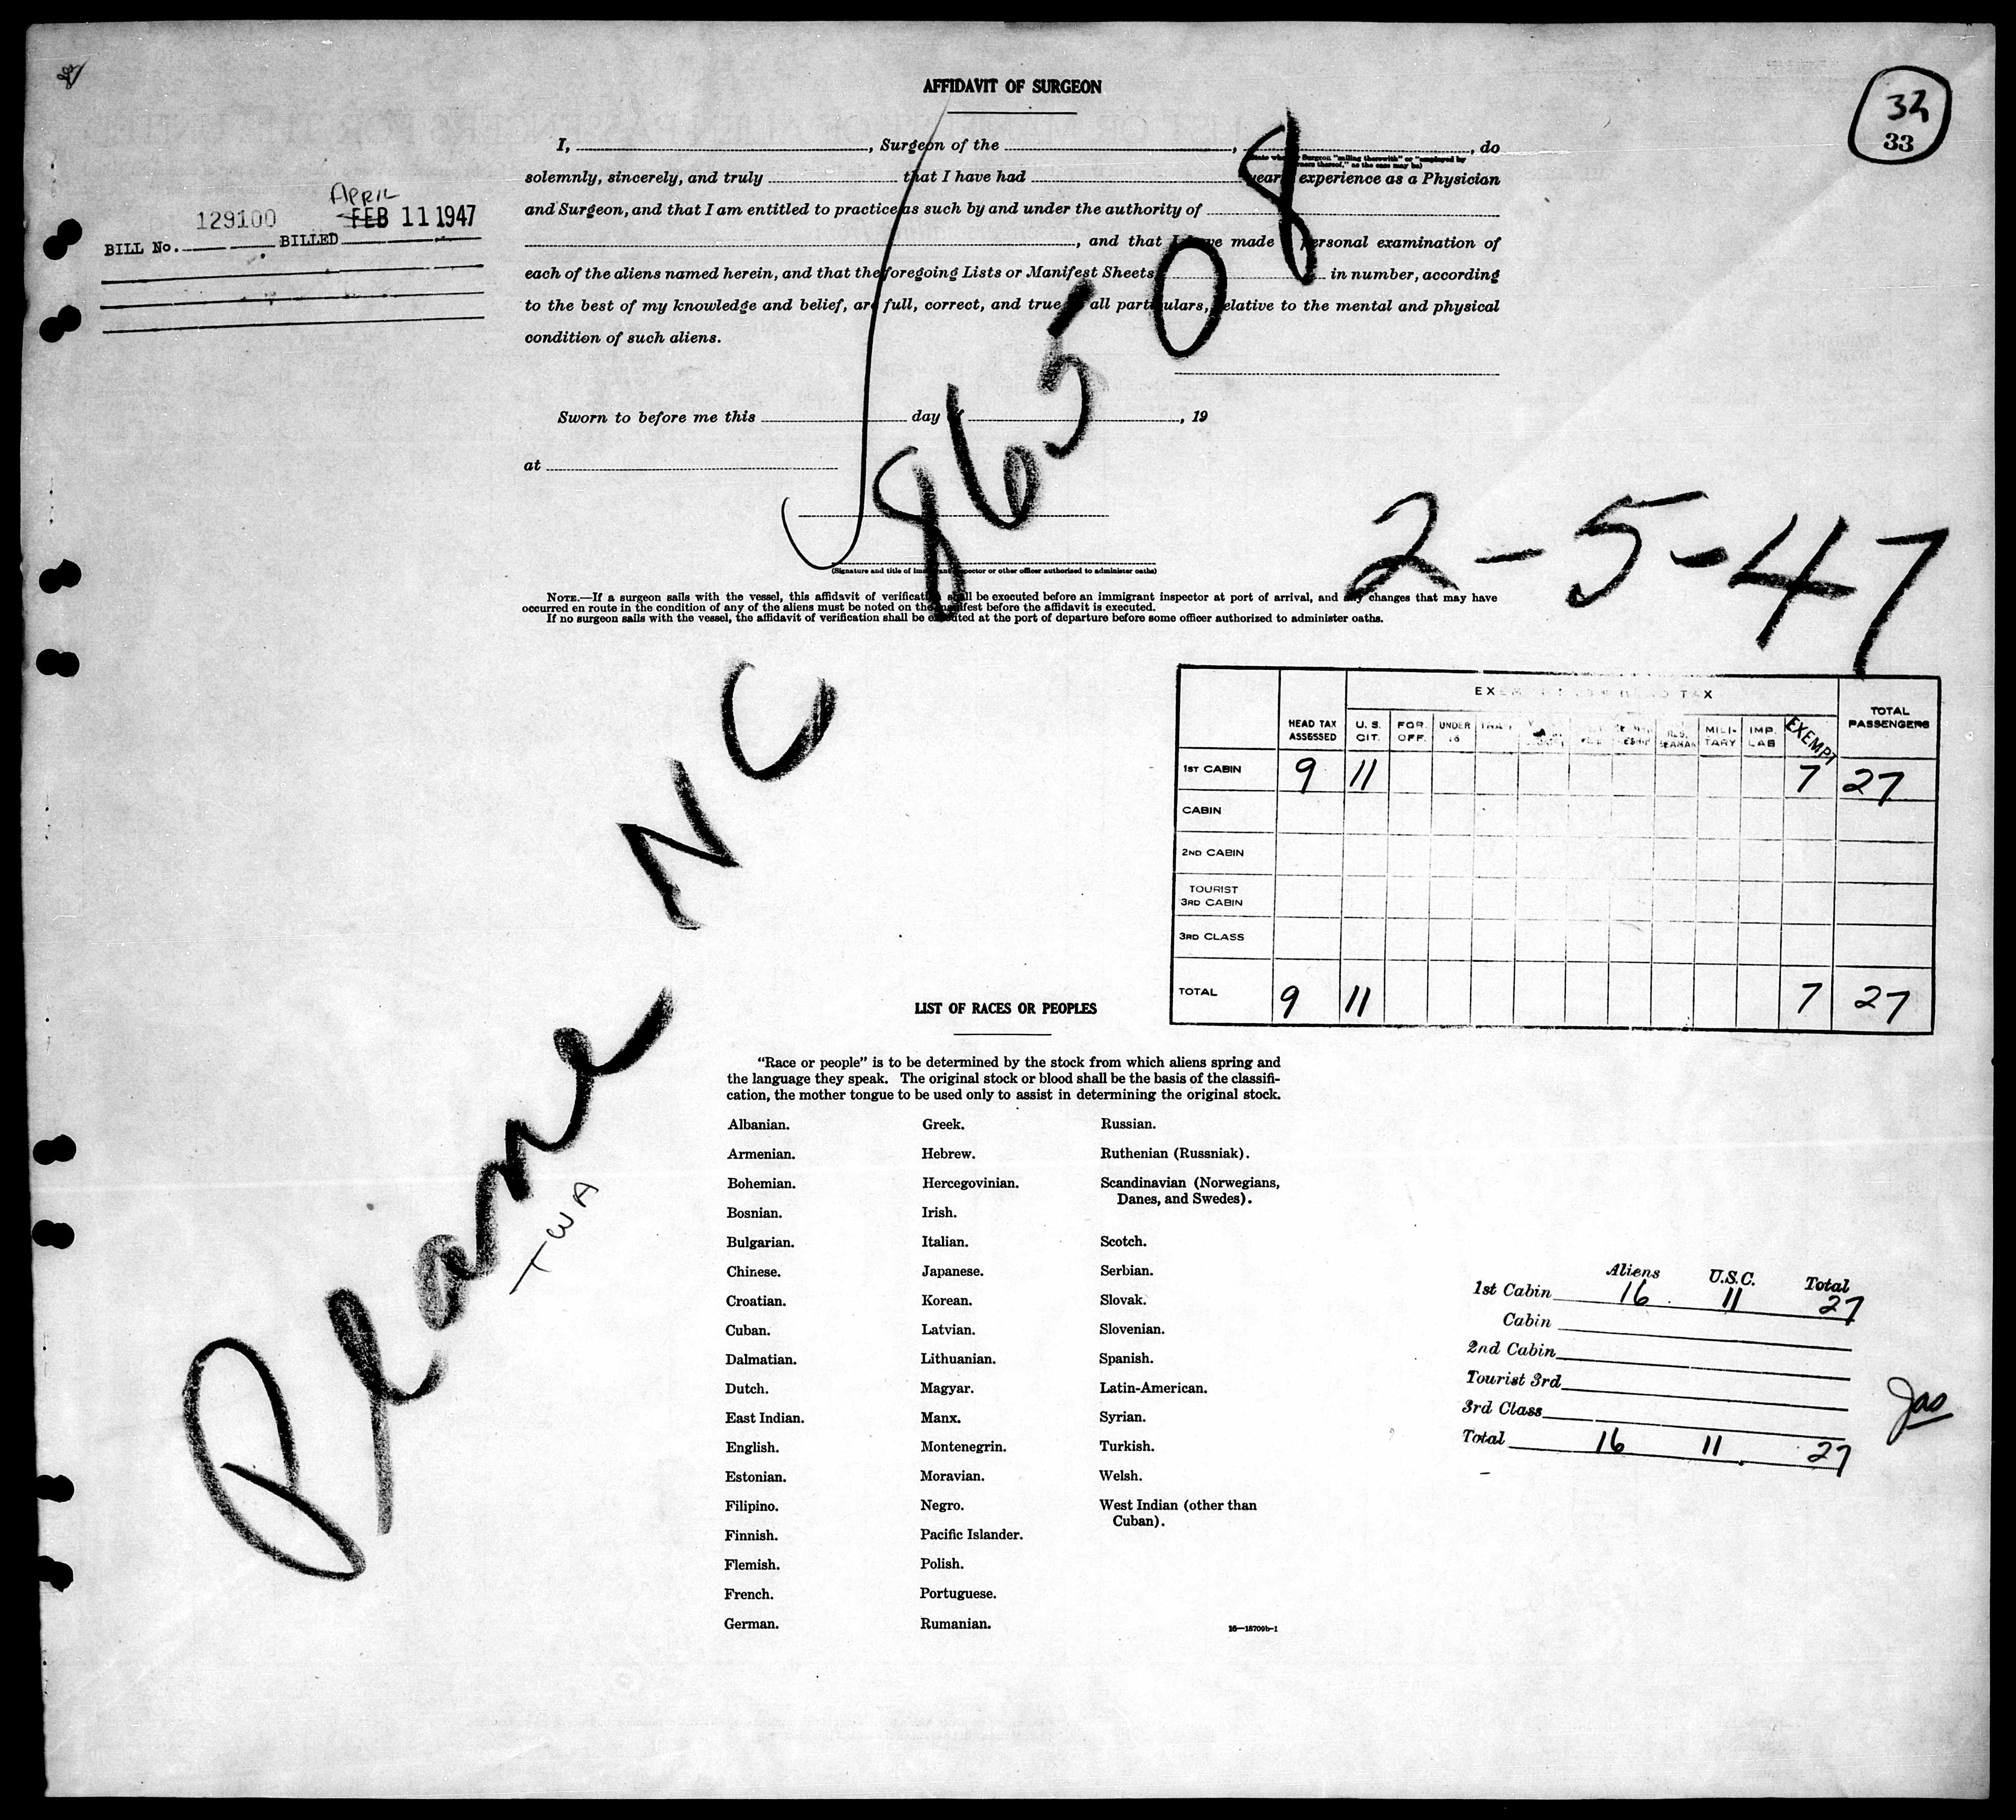 AFFIDAVIT OF SURGEON
33
I, , Surgeon of the , , do
solemnly, sincerely, and truly that I have had years experience as a Physician
and Surgeon, and that I am entitled to practice as such by and under the authority of
, and that I have made personal examination of
each of the aliens named herein, and that the foregoing Lists or Manifest Sheets, in number, according
to the best of my knowledge and belief, are full, correct, and true all particulars, relative to the mental and physical
condition of such aliens.
APRIL
129100 FEB 11 1947
BILL No. BILLED
Sworn to before me this day of , 19
at
(Signature and title of immigrant inspector or other officer authorized to administer oaths)
NOTE.—If a surgeon sails with the vessel, this affidavit of verification shall be executed before an immigrant inspector at port of arrival, and any changes that may have
occurred en route in the condition of any of the aliens must be noted on the manifest before the affidavit is executed.
If no surgeon sails with the vessel, the affidavit of verification shall be executed at the port of departure before some officer authorized to administer oaths.
Plane NC 86508
TWA
2-5-47
TAX
HEAD TAX ASSESSED U. S. CIT. FOR. OFF. UNDER 16 MILI-TARY IMP. LAB EXEMPT TOTAL PASSENGERS
1ST CABIN 9 11 7 27
CABIN
2ND CABIN
TOURIST
3RD CABIN
3RD CLASS
TOTAL 9 11 7 27
LIST OF RACES OR PEOPLES
"Race or people" is to be determined by the stock from which aliens spring and
the language they speak. The original stock or blood shall be the basis of the classifi-
cation, the mother tongue to be used only to assist in determining the original stock.
Albanian. Greek. Russian.
Armenian. Hebrew. Ruthenian (Russniak).
Bohemian. Hercegovinian. Scandinavian (Norwegians,
Danes, and Swedes).
Bosnian. Irish.
Bulgarian. Italian. Scotch.
Chinese. Japanese. Serbian.
Croatian. Korean. Slovak.
Cuban. Latvian. Slovenian.
Dalmatian. Lithuanian. Spanish.
Dutch. Magyar. Latin-American.
East Indian. Manx. Syrian.
English. Montenegrin. Turkish.
Estonian. Moravian. Welsh.
Filipino. Negro. West Indian (other than
Cuban).
Finnish. Pacific Islander.
Flemish. Polish.
French. Portuguese.
German. Rumanian.
16—18709b-1
Aliens U.S.C. Total
1st Cabin 16 11 27
Cabin
2nd Cabin
Tourist 3rd
3rd Class
Total 16 11 27